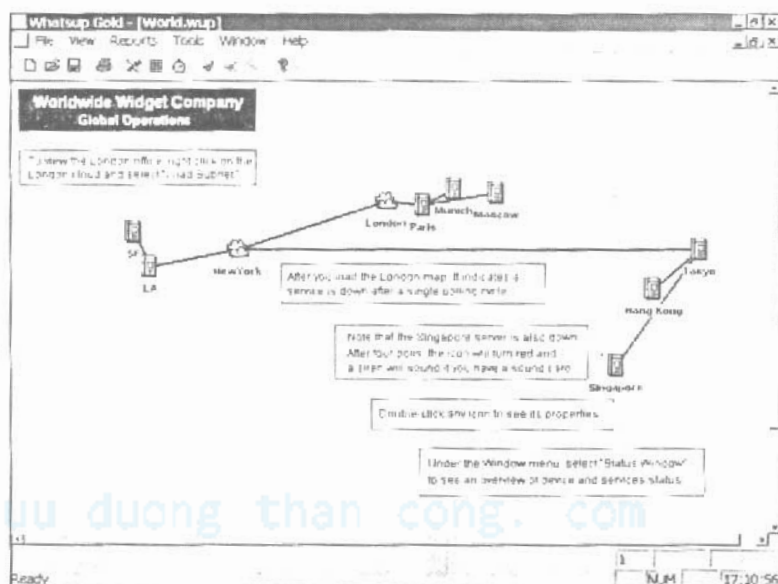 Whatsup Gold - [World.wup]
File View Reports Tools Window Help
Worldwide Widget Company
Global Operations
To view the London office, right click on the
London cloud and select "Load Subnet"
London
Paris
Munich
Moscow
SF
LA
NewYork
Tokyo
Hong Kong
Singapore
After you load the London map, it indicates a
service is down after a single polling
Note that the Singapore server is also down.
After four polls, the icon will turn red and
a siren will sound if you have a sound card.
Double-click any icon to see its properties
Under the Window menu, select "Status Window"
to see an overview of device and services status.
uu duong than cong. com
Ready
1
NUM
17:30:56